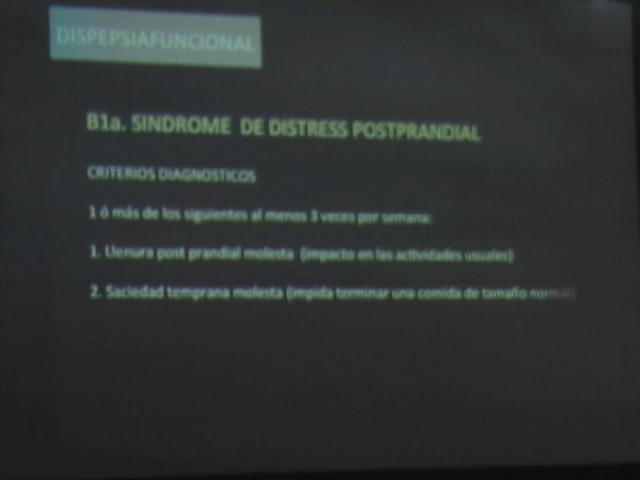 DISPEPSIAFUNCIONAL
B1a. SINDROME DE DISTRESS POSTPRANDIAL
CRITERIOS DIAGNOSTICOS
1 ó más de los siguientes al menos 3 veces por semana:
1. Llenura post prandial molesta (impacto en las actividades usuales)
2. Saciedad temprana molesta (impida terminar una comida de tamaño normal)